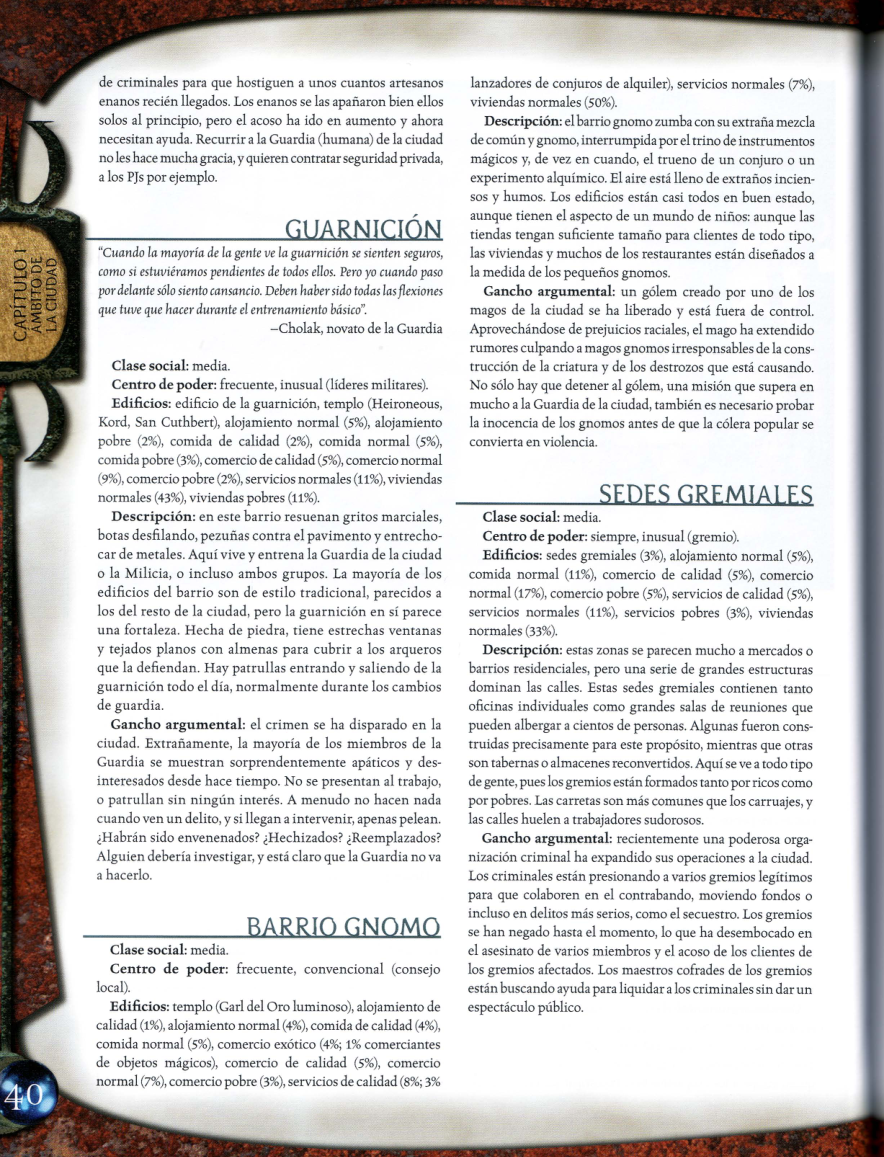 de criminales para que hostiguen a unos cuantos artesanos
enanos recién llegados. Los enanos se las apañaron bien ellos
solos al principio, pero el acoso ha ido en aumento y ahora
necesitan ayuda. Recurrir a la Guardia (humana) de la ciudad
no les hace mucha gracia, y quieren contratar seguridad privada,
a los PJs por ejemplo.
GUARNICIÓN
“Cuando la mayoría de la gente ve la guarnición se sienten seguros,
como si estuviéramos pendientes de todos ellos. Pero yo cuando paso
por delante sólo siento cansancio. Deben haber sido todas las flexiones
que tuve que hacer durante el entrenamiento básico”.
—Cholak, novato de la Guardia
Clase social: media.
Centro de poder: frecuente, inusual (líderes militares).
Edificios: edificio de la guarnición, templo (Heironeous,
Kord, San Cuthbert), alojamiento normal (5%), alojamiento
pobre (2%), comida de calidad (2%), comida normal (5%),
comida pobre (3%), comercio de calidad (5%), comercio normal
(9%), comercio pobre (2%), servicios normales (11%), viviendas
normales (43%), viviendas pobres (11%).
Descripción: en este barrio resuenan gritos marciales,
botas desfilando, pezuñas contra el pavimento y entrecho-
car de metales. Aquí vive y entrena la Guardia de la ciudad
o la Milicia, o incluso ambos grupos. La mayoría de los
edificios del barrio son de estilo tradicional, parecidos a
los del resto de la ciudad, pero la guarnición en sí parece
una fortaleza. Hecha de piedra, tiene estrechas ventanas
y tejados planos con almenas para cubrir a los arqueros
que la defiendan. Hay patrullas entrando y saliendo de la
guarnición todo el día, normalmente durante los cambios
de guardia.
Gancho argumental: el crimen se ha disparado en la
ciudad. Extrañamente, la mayoría de los miembros de la
Guardia se muestran sorprendentemente apáticos y des-
interesados desde hace tiempo. No se presentan al trabajo,
o patrullan sin ningún interés. A menudo no hacen nada
cuando ven un delito, y si llegan a intervenir, apenas pelean.
¿Habrán sido envenenados? ¿Hechizados? ¿Reemplazados?
Alguien debería investigar, y está claro que la Guardia no va
a hacerlo.
BARRIO GNOMO
Clase social: media.
Centro de poder: frecuente, convencional (consejo
local).
Edificios: templo (Garl del Oro luminoso), alojamiento de
calidad (1%), alojamiento normal (4%), comida de calidad (4%),
comida normal (5%), comercio exótico (4%; 1% comerciantes
de objetos mágicos), comercio de calidad (5%), comercio
normal (7%), comercio pobre (3%), servicios de calidad (8%; 3%
lanzadores de conjuros de alquiler), servicios normales (7%),
viviendas normales (50%).
Descripción: el barrio gnomo zumba con su extraña mezcla
de común y gnomo, interrumpida por el trino de instrumentos
mágicos y, de vez en cuando, el trueno de un conjuro o un
experimento alquímico. El aire está lleno de extraños incien-
sos y humos. Los edificios están casi todos en buen estado,
aunque tienen el aspecto de un mundo de niños: aunque las
tiendas tengan suficiente tamaño para clientes de todo tipo,
las viviendas y muchos de los restaurantes están diseñados a
la medida de los pequeños gnomos.
Gancho argumental: un gólem creado por uno de los
magos de la ciudad se ha liberado y está fuera de control.
Aprovechándose de prejuicios raciales, el mago ha extendido
rumores culpando a magos gnomos irresponsables de la cons-
trucción de la criatura y de los destrozos que está causando.
No sólo hay que detener al gólem, una misión que supera en
mucho a la Guardia de la ciudad, también es necesario probar
la inocencia de los gnomos antes de que la cólera popular se
convierta en violencia.
SEDES GREMIALES
Clase social: media.
Centro de poder: siempre, inusual (gremio).
Edificios: sedes gremiales (3%), alojamiento normal (5%),
comida normal (11%), comercio de calidad (5%), comercio
normal (17%), comercio pobre (5%), servicios de calidad (5%),
servicios normales (11%), servicios pobres (3%), viviendas
normales (33%).
Descripción: estas zonas se parecen mucho a mercados o
barrios residenciales, pero una serie de grandes estructuras
dominan las calles. Estas sedes gremiales contienen tanto
oficinas individuales como grandes salas de reuniones que
pueden albergar a cientos de personas. Algunas fueron cons-
truidas precisamente para este propósito, mientras que otras
son tabernas o almacenes reconvertidos. Aquí se ve a todo tipo
de gente, pues los gremios están formados tanto por ricos como
por pobres. Las carretas son más comunes que los carruajes, y
las calles huelen a trabajadores sudorosos.
Gancho argumental: recientemente una poderosa orga-
nización criminal ha expandido sus operaciones a la ciudad.
Los criminales están presionando a varios gremios legítimos
para que colaboren en el contrabando, moviendo fondos o
incluso en delitos más serios, como el secuestro. Los gremios
se han negado hasta el momento, lo que ha desembocado en
el asesinato de varios miembros y el acoso de los clientes de
los gremios afectados. Los maestros cofrades de los gremios
están buscando ayuda para liquidar a los criminales sin dar un
espectáculo público.
CAPÍTULO I
ÁMBITO DE
LA CIUDAD
40